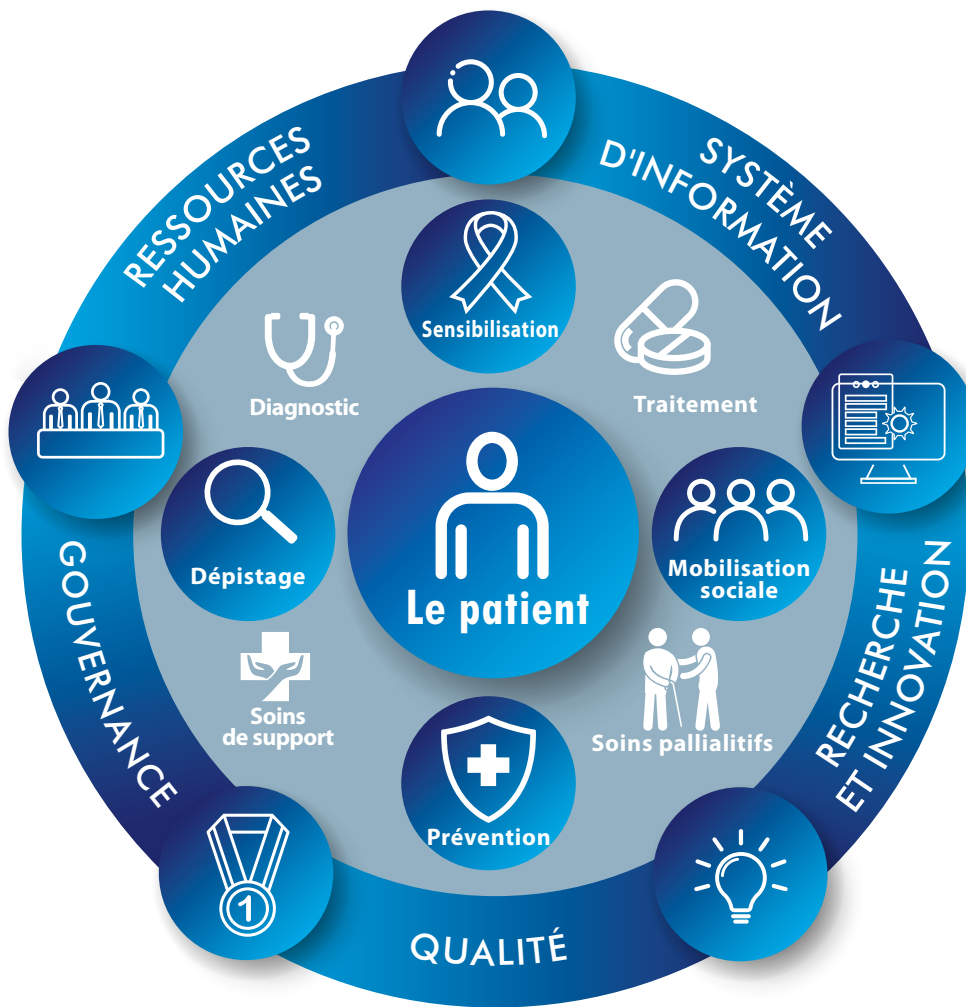 RESSOURCES
HUMAINES
SYSTÈME
D'INFORMATION
Sensibilisation
Diagnostic
Traitement
Dépistage
Le patient
Mobilisation
sociale
GOUVERNANCE
RECHERCHE
ET INNOVATION
Soins
de support
Soins pallialitifs
Prévention
1
QUALITÉ